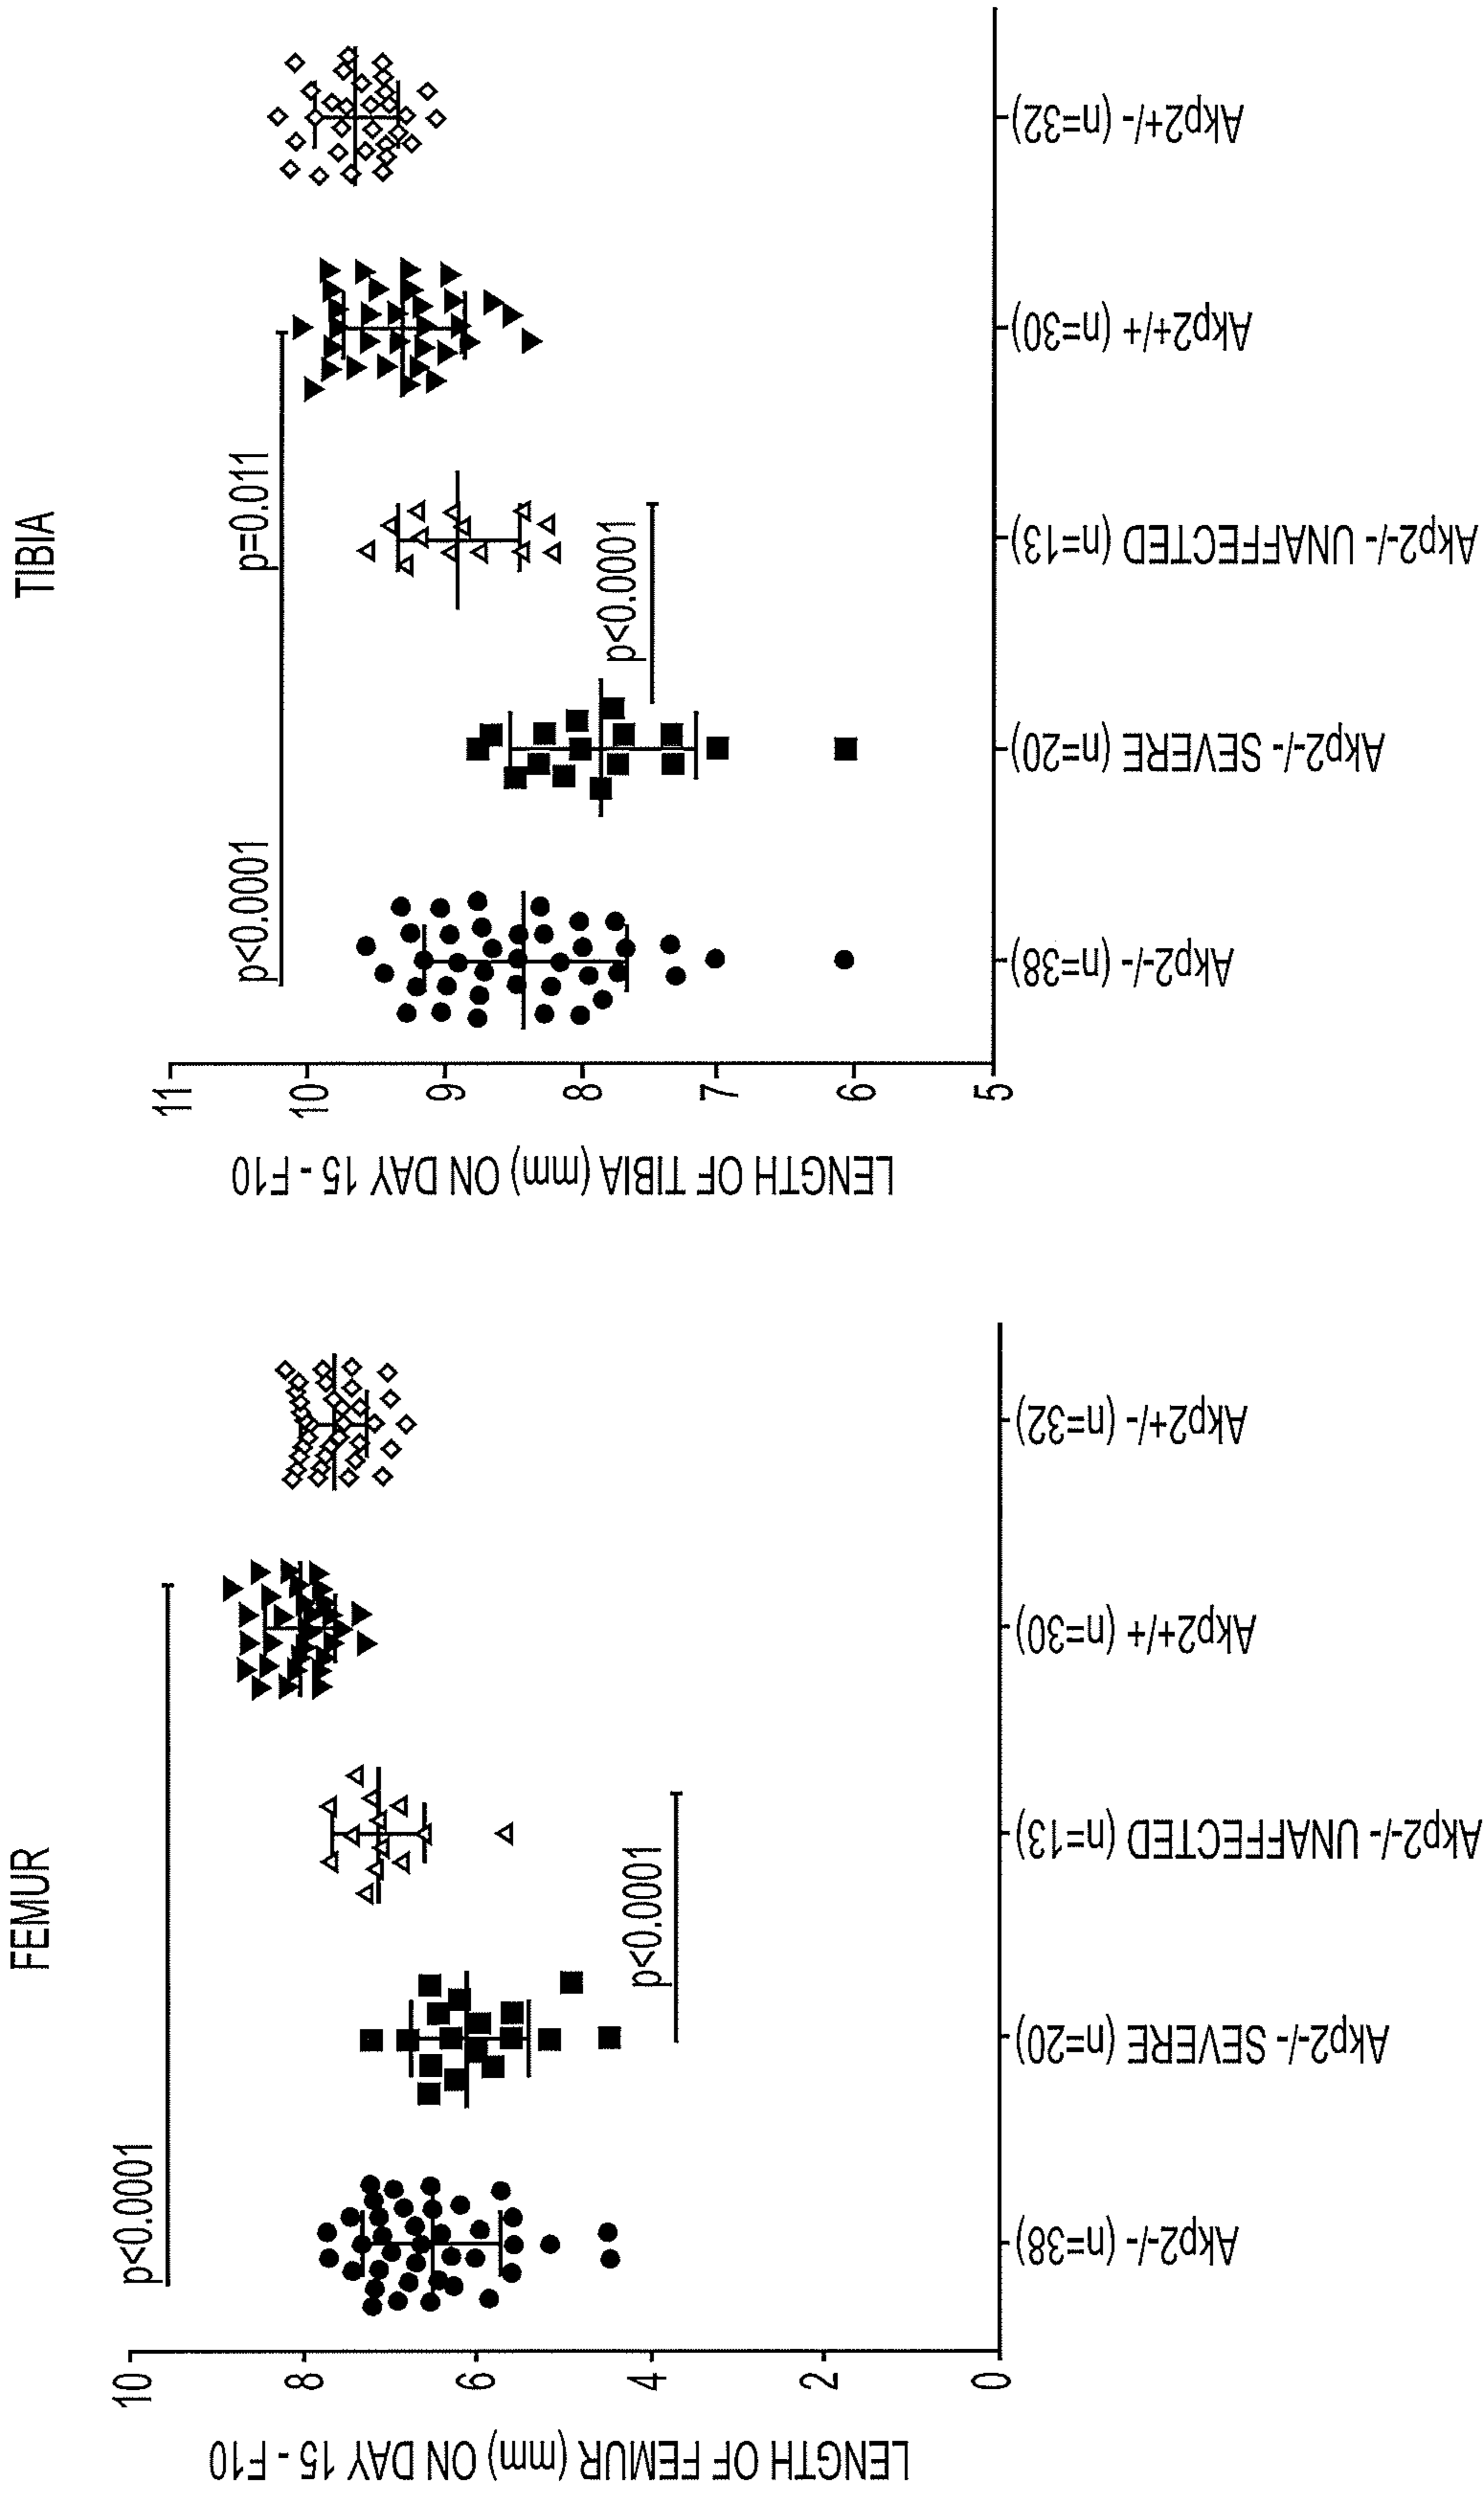 FEMUR
p<0.0001
p<0.0001
10
8
6
4
2
0
LENGTH OF FEMUR (mm) ON DAY 15 - F10
Akp2-/- (n=38)
Akp2-/- SEVERE (n=20)
Akp2-/- UNAFFECTED (n=13)
Akp2+/+ (n=30)
Akp2+/- (n=32)
TIBIA
p<0.0001
p=0.011
p<0.0001
11
10
9
8
7
6
5
LENGTH OF TIBIA (mm) ON DAY 15 - F10
Akp2-/- (n=38)
Akp2-/- SEVERE (n=20)
Akp2-/- UNAFFECTED (n=13)
Akp2+/+ (n=30)
Akp2+/- (n=32)